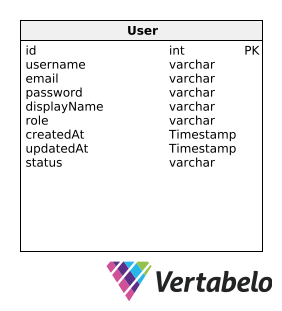 User
id int PK
username varchar
email varchar
password varchar
displayName varchar
role varchar
createdAt Timestamp
updatedAt Timestamp
status varchar
Vertabelo